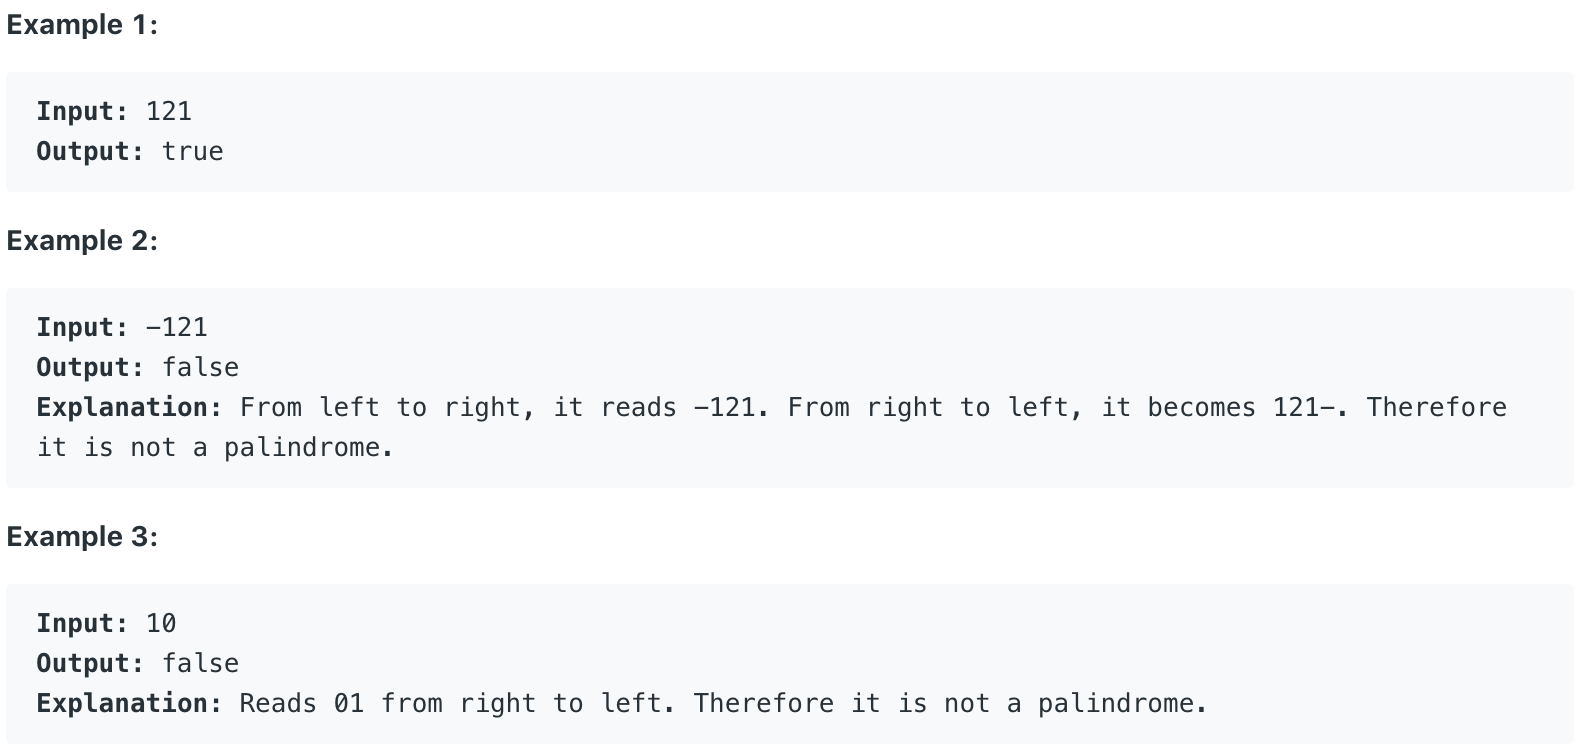 Example 1:
Input: 121
Output: true
Example 2:
Input: -121
Output: false
Explanation: From left to right, it reads -121. From right to left, it becomes 121-. Therefore
it is not a palindrome.
Example 3:
Input: 10
Output: false
Explanation: Reads 01 from right to left. Therefore it is not a palindrome.